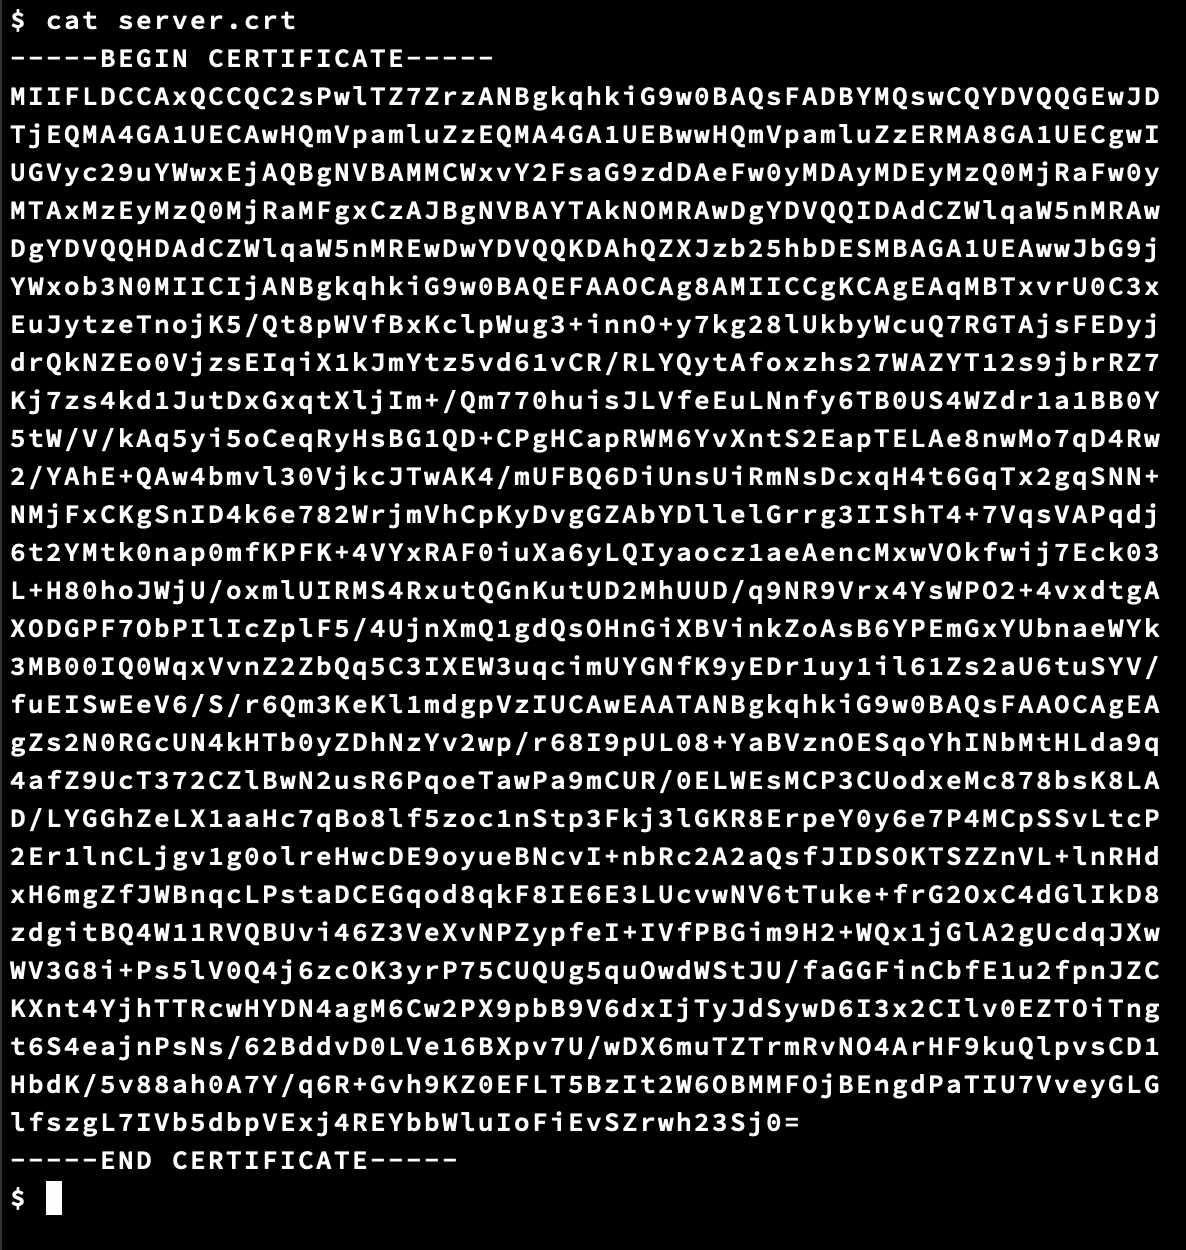 $ cat server.crt
-----BEGIN CERTIFICATE-----
MIIFLDCCAxQCCQC2sPwlTZ7ZrzANBgkqhkiG9w0BAQsFADBYMQswCQYDVQQGEwJD
TjEQMA4GA1UECAwHQmVpamluZzEQMA4GA1UEBwwHQmVpamluZzERMA8GA1UECgwI
UGVyc29uYWwxEjAQBgNVBAMMCWxvY2FsaG9zdDAeFw0yMDAyMDEyMzQ0MjRaFw0y
MTAxMzEyMzQ0MjRaMFgxCzAJBgNVBAYTAkNOMRAwDgYDVQQIDAdCZWlqaW5nMRAw
DgYDVQQHDAdCZWlqaW5nMREwDwYDVQQKDAhQZXJzb25hbDESMBAGA1UEAwwJbG9j
YWxob3N0MIICIjANBgkqhkiG9w0BAQEFAAOCAg8AMIICCgKCAgEAqMBTxvrU0C3x
EuJytzeTnojK5/Qt8pWVfBxKclpWug3+innO+y7kg28lUkbyWcuQ7RGTAjsFEDyj
drQkNZEo0VjzsEIqiX1kJmYtz5vd61vCR/RLYQytAfoxzhs27WAZYT12s9jbrRZ7
Kj7zs4kd1JutDxGxqtXljIm+/Qm770huisJLVfeEuLNnfy6TB0US4WZdr1a1BB0Y
5tW/V/kAq5yi5oCeqRyHsBG1QD+CPgHCapRWM6YvXntS2EapTELAe8nwMo7qD4Rw
2/YAhE+QAw4bmvl30VjkcJTwAK4/mUFBQ6DiUnsUiRmNsDcxqH4t6GqTx2gqSNN+
NMjFxCKgSnID4k6e782WrjmVhCpKyDvgGZAbYDllelGrrg3IIShT4+7VqsVAPqdj
6t2YMtk0nap0mfKPFK+4VYxRAF0iuXa6yLQIyaocz1aeAencMxwVOkfwij7Eck03
L+H80hoJWjU/oxmlUIRMS4RxutQGnKutUD2MhUUD/q9NR9Vrx4YsWPO2+4vxdtgA
XODGPF7ObPIlIcZplF5/4UjnXmQ1gdQsOHnGiXBVinkZoAsB6YPEmGxYUbnaeWYk
3MB00IQ0WqxVvnZ2ZbQq5C3IXEW3uqcimUYGNfK9yEDr1uy1il61Zs2aU6tuSYV/
fuEISwEeV6/S/r6Qm3KeKl1mdgpVzIUCAwEAATANBgkqhkiG9w0BAQsFAAOCAgEA
gZs2N0RGcUN4kHTb0yZDhNzYv2wp/r68I9pUL08+YaBVznOESqoYhINbMtHLda9q
4afZ9UcT372CZlBwN2usR6PqoeTawPa9mCUR/0ELWEsMCP3CUodxeMc878bsK8LA
D/LYGGhZeLX1aaHc7qBo8lf5zoc1nStp3Fkj3lGKR8ErpeY0y6e7P4MCpSSvLtcP
2Er1lnCLjgv1g0olreHwcDE9oyueBNcvI+nbRc2A2aQsfJIDSOKTSZZnVL+lnRHd
xH6mgZfJWBnqcLPstaDCEGqod8qkF8IE6E3LUcvwNV6tTuke+frG2OxC4dGlIkD8
zdgitBQ4W11RVQBUvi46Z3VeXvNPZypfeI+IVfPBGim9H2+WQx1jGlA2gUcdqJXw
WV3G8i+Ps5lV0Q4j6zcOK3yrP75CUQUg5quOwdWStJU/faGGFinCbfE1u2fpnJZC
KXnt4YjhTTRcwHYDN4agM6Cw2PX9pbB9V6dxIjTyJdSywD6I3x2CIlv0EZTOiTng
t6S4eajnPsNs/62BddvD0LVe16BXpv7U/wDX6muTZTrmRvNO4ArHF9kuQlpvsCD1
HbdK/5v88ah0A7Y/q6R+Gvh9KZ0EFLT5BzIt2W6OBMMFOjBEngdPaTIU7VveyGLG
lfszgL7IVb5dbpVExj4REYbbWluIoFiEvSZrwh23Sj0=
-----END CERTIFICATE-----
$